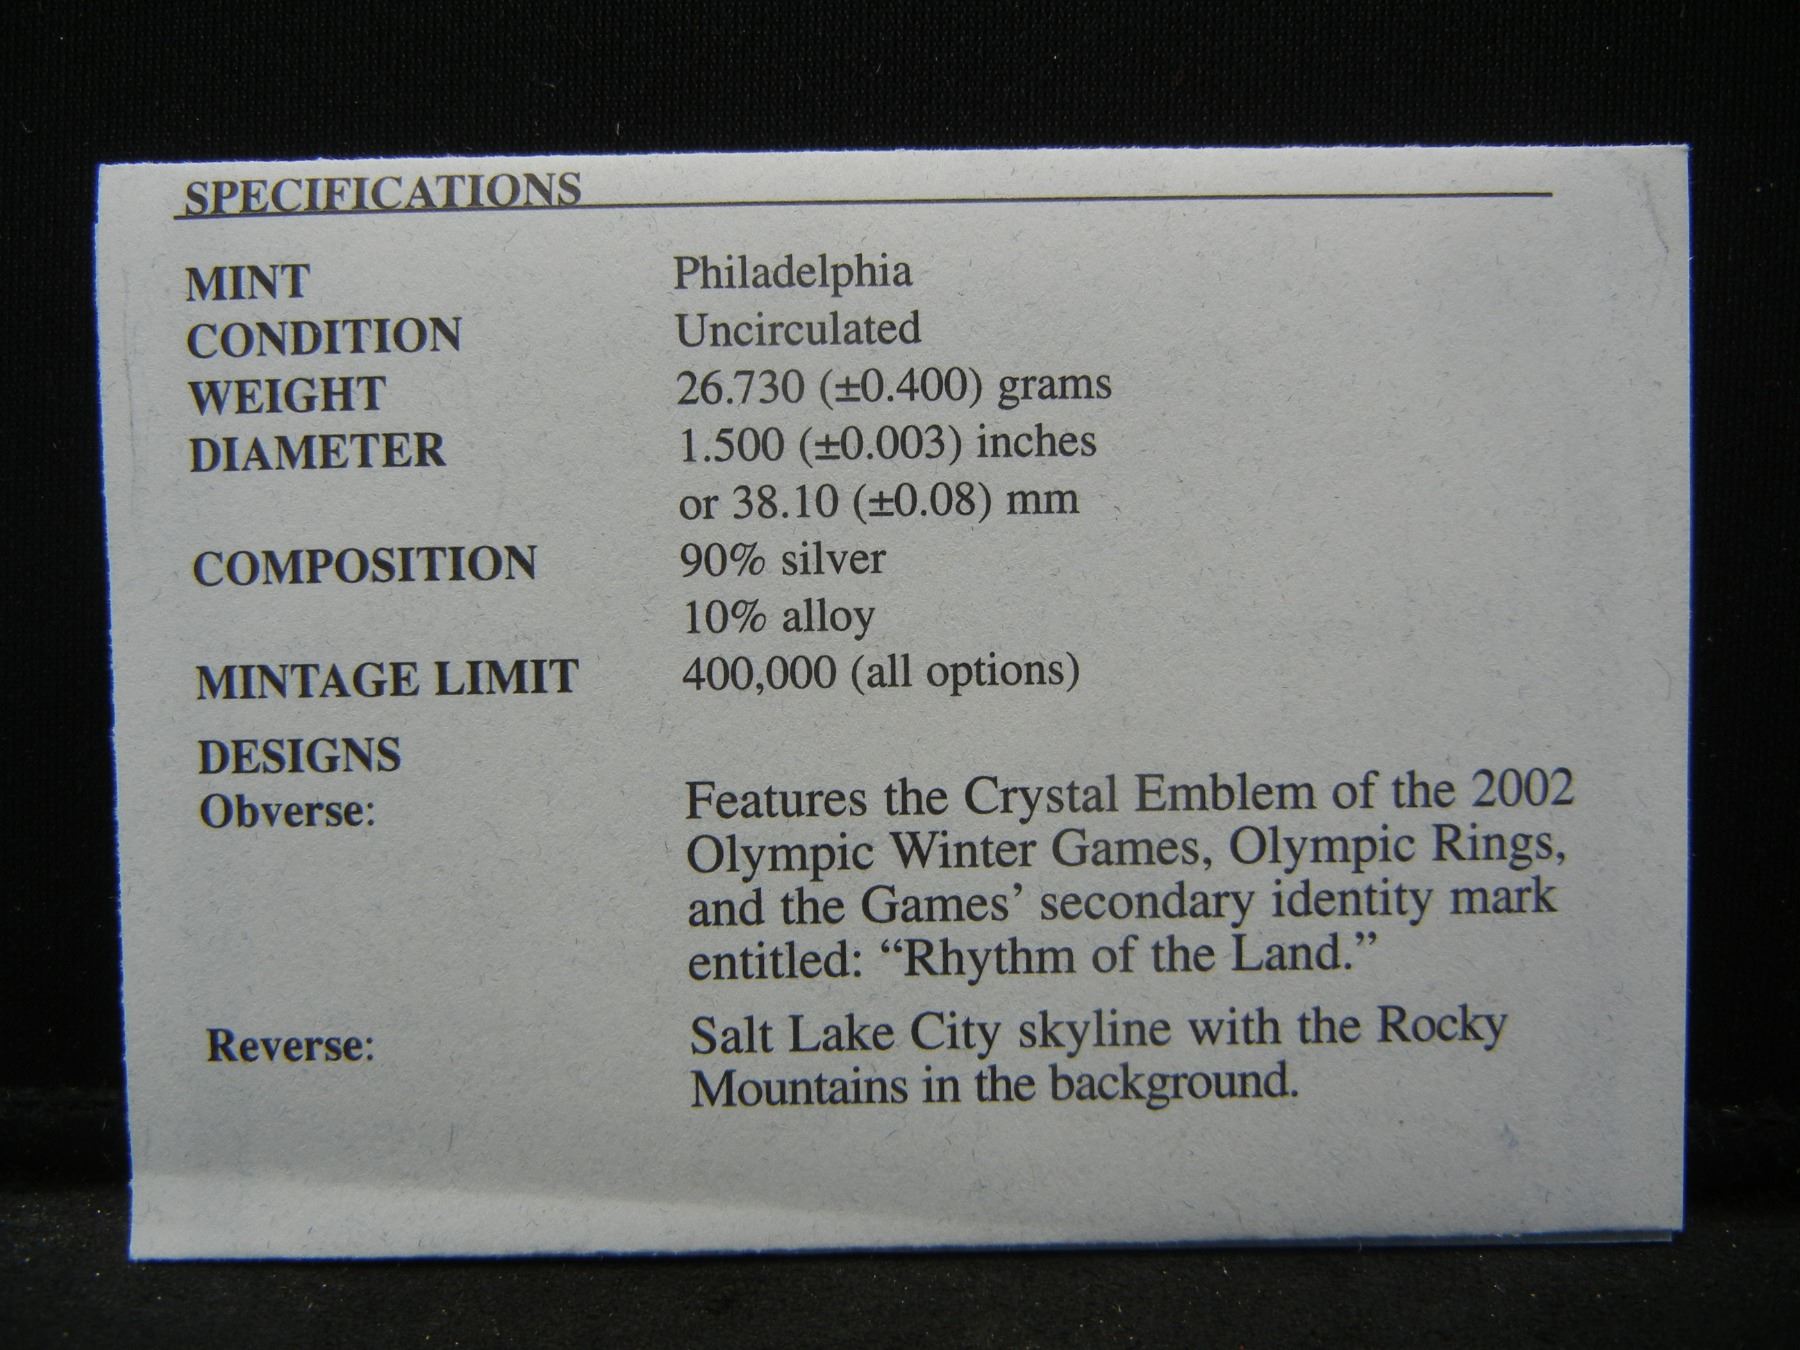 SPECIFICATIONS
MINT Philadelphia
CONDITION Uncirculated
WEIGHT 26.730 (±0.400) grams
DIAMETER 1.500 (±0.003) inches
or 38.10 (±0.08) mm
COMPOSITION 90% silver
10% alloy
MINTAGE LIMIT 400,000 (all options)
DESIGNS
Obverse: Features the Crystal Emblem of the 2002
Olympic Winter Games, Olympic Rings,
and the Games’ secondary identity mark
entitled: “Rhythm of the Land.”
Reverse: Salt Lake City skyline with the Rocky
Mountains in the background.